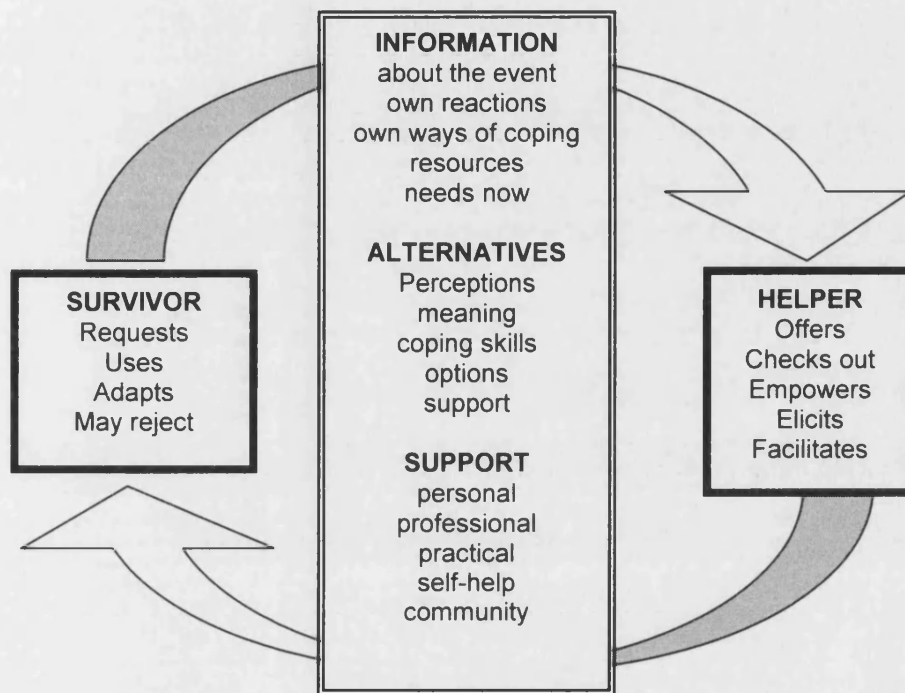 INFORMATION
about the event
own reactions
own ways of coping
resources
needs now
ALTERNATIVES
Perceptions
meaning
coping skills
options
support
SUPPORT
personal
professional
practical
self-help
community
SURVIVOR
Requests
Uses
Adapts
May reject
HELPER
Offers
Checks out
Empowers
Elicits
Facilitates